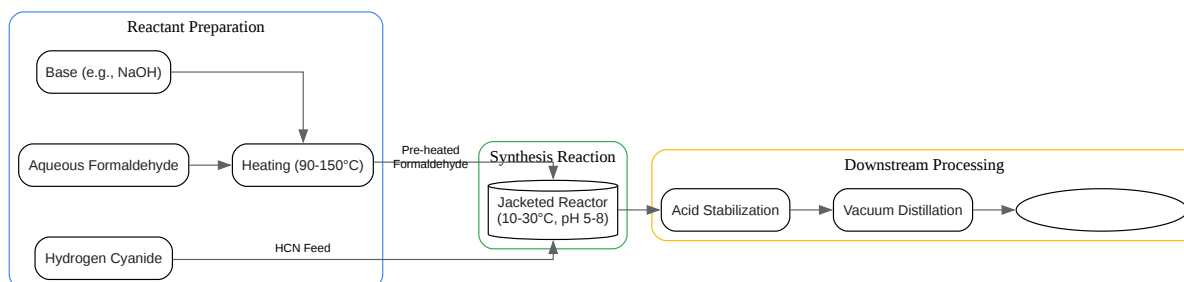 Reactant Preparation
Base (e.g., NaOH)
Aqueous Formaldehyde
Heating (90-150°C)
Pre-heated
Formaldehyde
Hydrogen Cyanide
HCN Feed
Synthesis Reaction
Jacketed Reactor
(10-30°C, pH 5-8)
Downstream Processing
Acid Stabilization
Vacuum Distillation